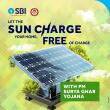 SBI
LET THE
SUN CHARGE
YOUR HOME,
FREE
OF CHARGE
WITH PM
SURYA GHAR
YOJANA